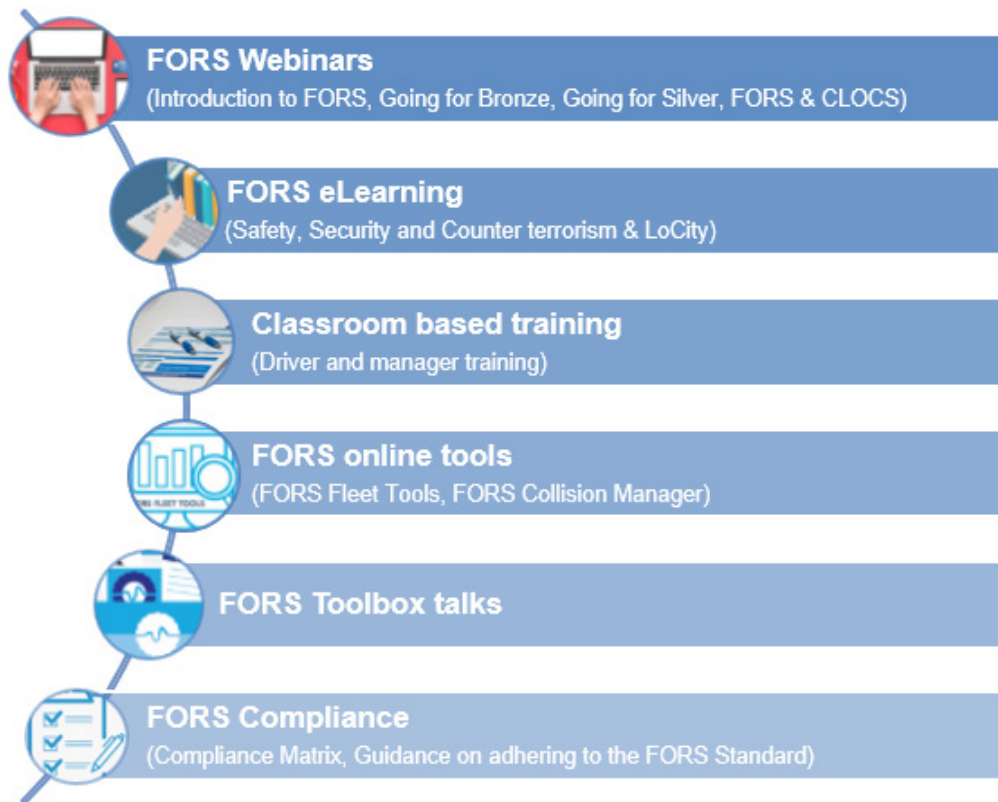 FORS Webinars
(Introduction to FORS, Going for Bronze, Going for Silver, FORS & CLOCS)
FORS eLearning
(Safety, Security and Counter terrorism & LoCity)
Classroom based training
(Driver and manager training)
FORS online tools
(FORS Fleet Tools, FORS Collision Manager)
FLEET TOOLS
FORS Toolbox talks
FORS Compliance
(Compliance Matrix, Guidance on adhering to the FORS Standard)